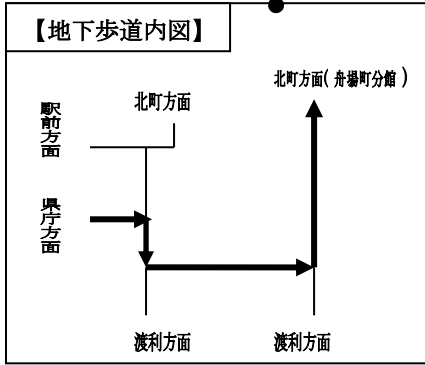 【地下歩道内図】
北町方面( 舟場町分館 )
北町方面
駅前方面
県庁方面
渡利方面
渡利方面